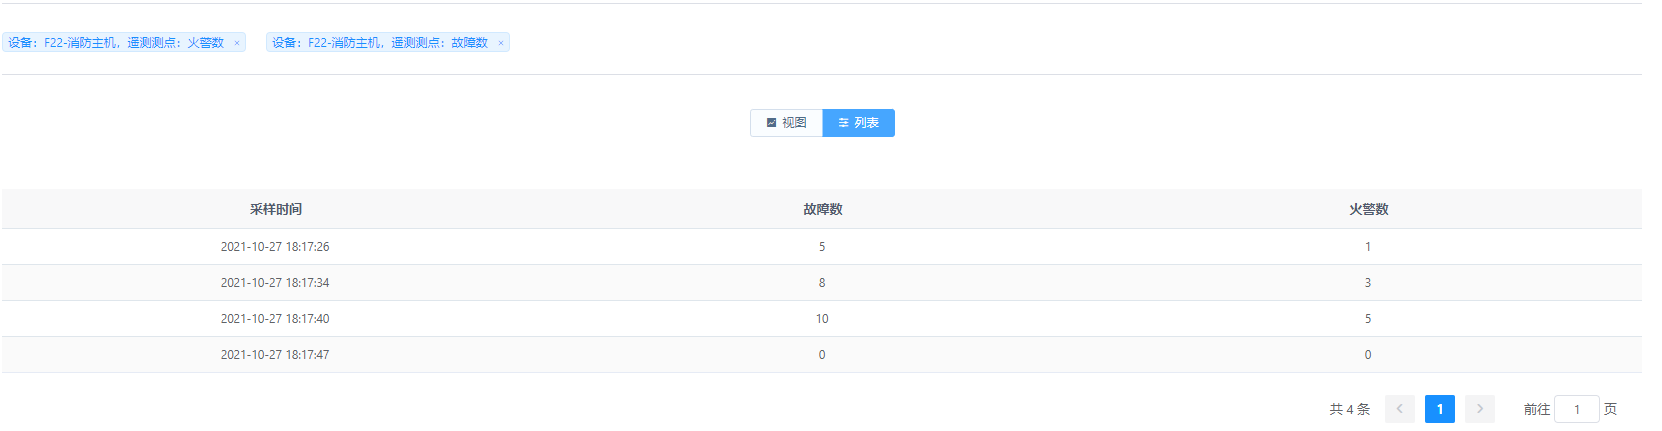 设备：F22-消防主机，遥测测点：火警数 × 设备：F22-消防主机，遥测测点：故障数 ×
视图 列表
采样时间 故障数 火警数
2021-10-27 18:17:26 5 1
2021-10-27 18:17:34 8 3
2021-10-27 18:17:40 10 5
2021-10-27 18:17:47 0 0
共 4 条 1 前往 1 页